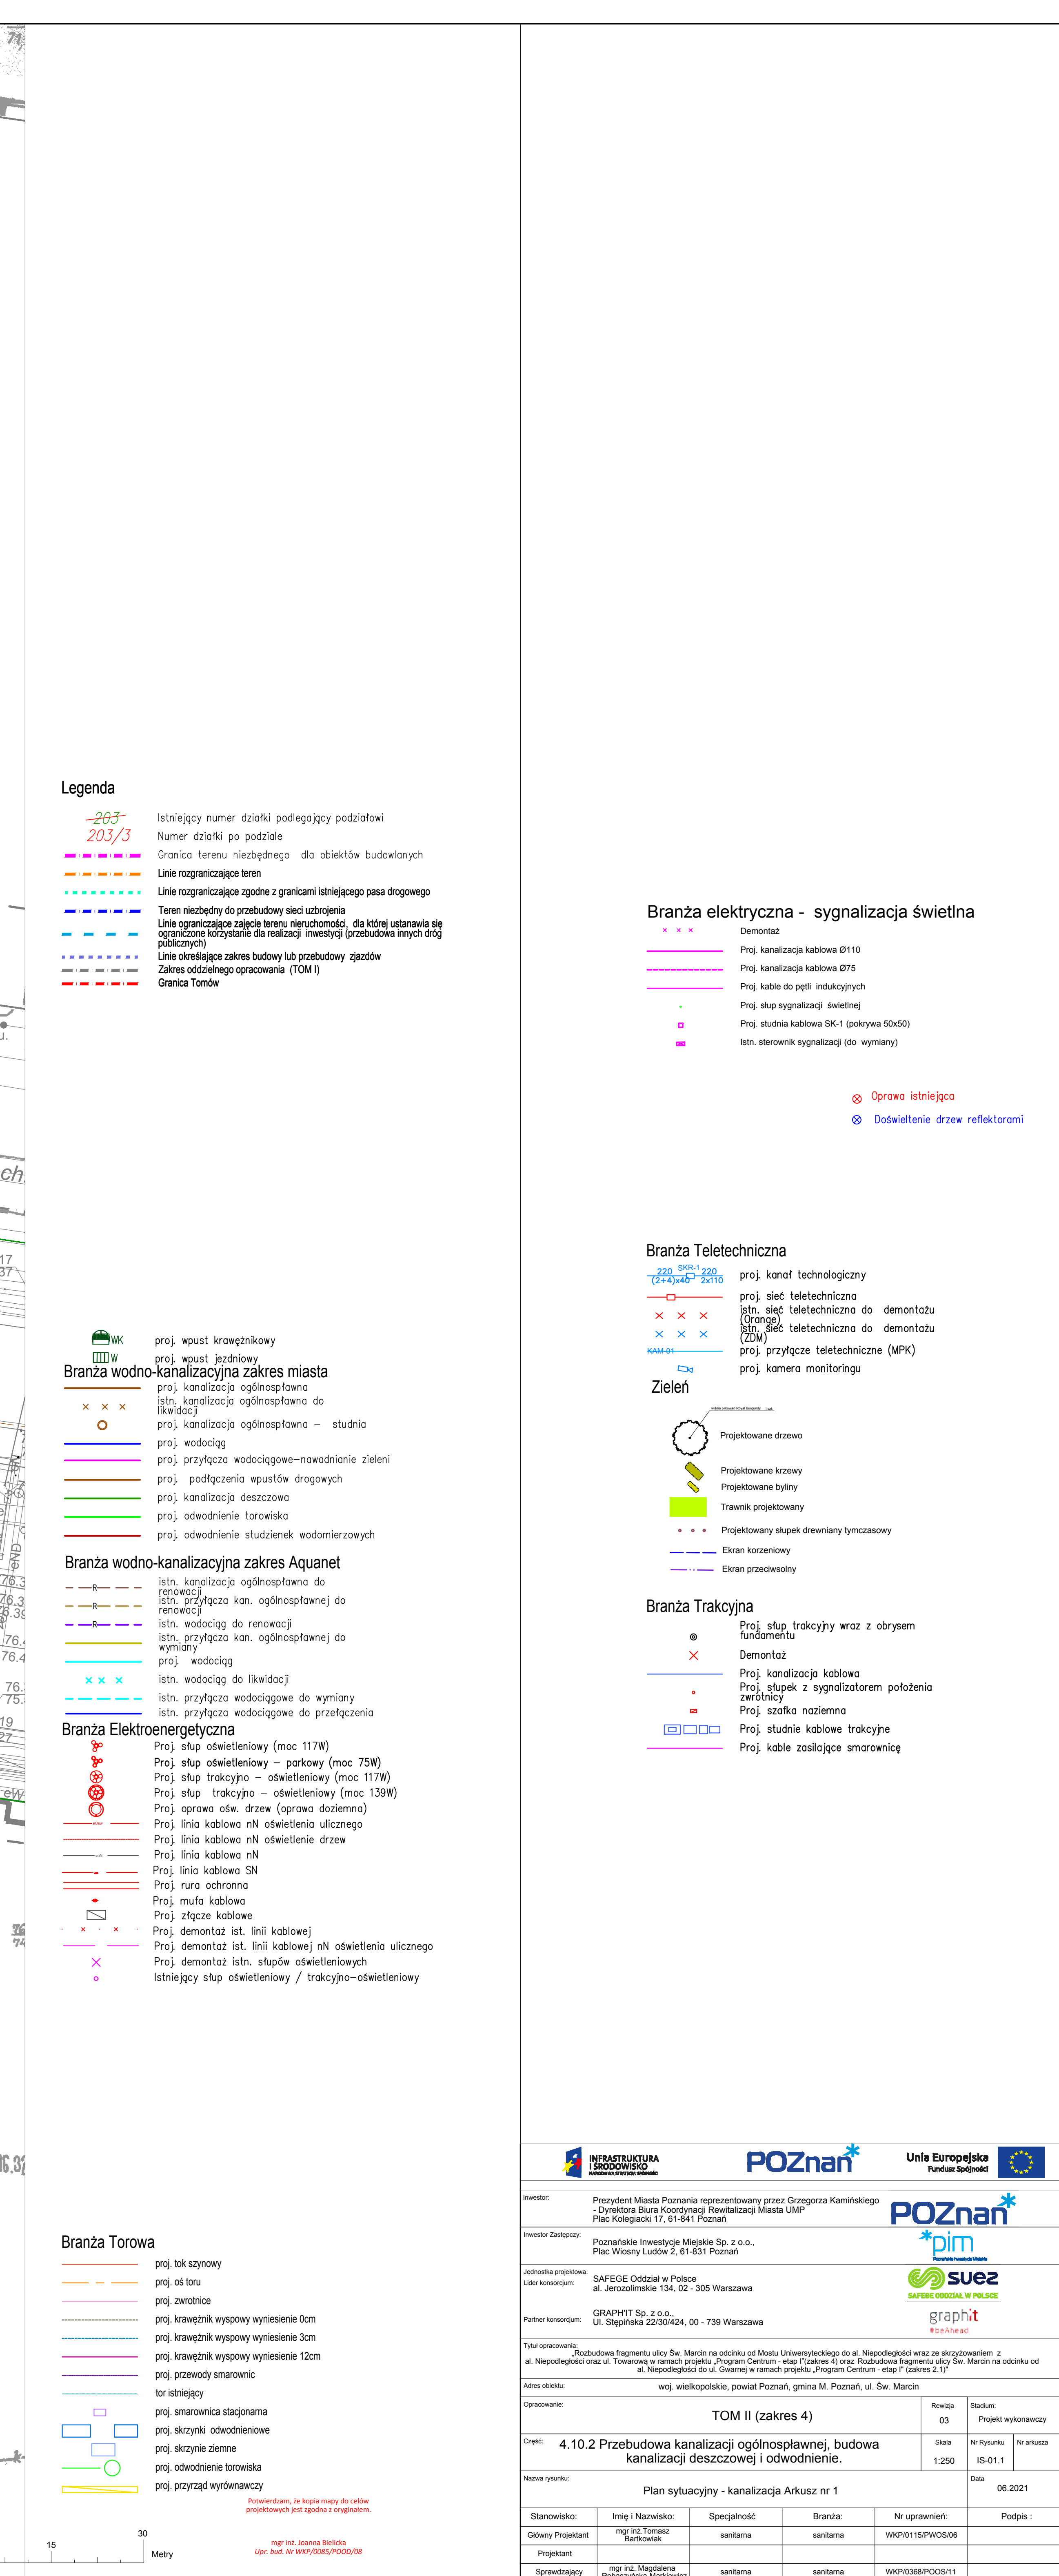 Legenda
203
Istniejący numer działki podlegający podziałowi
203/3
Numer działki po podziale
Granica terenu niezbędnego dla obiektów budowlanych
Linie rozgraniczające teren
Linie rozgraniczające zgodne z granicami istniejącego pasa drogowego
Teren niezbędny do przebudowy sieci uzbrojenia
Linie ograniczające zajęcie terenu nieruchomości, dla której ustanawia się
ograniczone korzystanie dla realizacji inwestycji (przebudowa innych dróg
publicznych)
Linie określające zakres budowy lub przebudowy zjazdów
Zakres oddzielnego opracowania (TOM I)
Granica Tomów
WK
proj. wpust krawężnikowy
W
proj. wpust jezdniowy
Branża wodno-kanalizacyjna zakres miasta
proj. kanalizacja ogólnospławna
istn. kanalizacja ogólnospławna do
likwidacji
proj. kanalizacja ogólnospławna – studnia
proj. wodociąg
proj. przyłącza wodociągowe-nawadnianie zieleni
proj. podłączenia wpustów drogowych
proj. kanalizacja deszczowa
proj. odwodnienie torowiska
proj. odwodnienie studzienek wodomierzowych
Branża wodno-kanalizacyjna zakres Aquanet
R
istn. kanalizacja ogólnospławna do
renowacji
R
istn. przyłącza kan. ogólnospławnej do
renowacji
R
istn. wodociąg do renowacji
istn. przyłącza kan. ogólnospławnej do
wymiany
proj. wodociąg
istn. wodociąg do likwidacji
istn. przyłącza wodociągowe do wymiany
istn. przyłącza wodociągowe do przełączenia
Branża Elektroenergetyczna
Proj. słup oświetleniowy (moc 117W)
Proj. słup oświetleniowy – parkowy (moc 75W)
Proj. słup trakcyjno – oświetleniowy (moc 117W)
Proj. słup trakcyjno – oświetleniowy (moc 139W)
Proj. oprawa ośw. drzew (oprawa doziemna)
Proj. linia kablowa nN oświetlenia ulicznego
Proj. linia kablowa nN oświetlenie drzew
Proj. linia kablowa nN
Proj. linia kablowa SN
Proj. rura ochronna
Proj. mufa kablowa
Proj. złącze kablowe
Proj. demontaż ist. linii kablowej
Proj. demontaż ist. linii kablowej nN oświetlenia ulicznego
Proj. demontaż istn. słupów oświetleniowych
Istniejący słup oświetleniowy / trakcyjno–oświetleniowy
Branża Torowa
proj. tok szynowy
proj. oś toru
proj. zwrotnice
proj. krawężnik wyspowy wyniesienie 0cm
proj. krawężnik wyspowy wyniesienie 3cm
proj. krawężnik wyspowy wyniesienie 12cm
proj. przewody smarownic
tor istniejący
proj. smarownica stacjonarna
proj. skrzynki odwodnieniowe
proj. skrzynie ziemne
proj. odwodnienie torowiska
proj. przyrząd wyrównawczy
Potwierdzam, że kopia mapy do celów
projektowych jest zgodna z oryginałem.
mgr inż. Joanna Bielicka
Upr. bud. Nr WKP/0085/POOD/08
15
30
Metry
Branża elektryczna - sygnalizacja świetlna
Demontaż
Proj. kanalizacja kablowa Ø110
Proj. kanalizacja kablowa Ø75
Proj. kable do pętli indukcyjnych
Proj. słup sygnalizacji świetlnej
Proj. studnia kablowa SK-1 (pokrywa 50x50)
Istn. sterownik sygnalizacji (do wymiany)
Oprawa istniejąca
Doświeltenie drzew reflektorami
Branża Teletechniczna
220 SKR-1 220
(2+4)x40 2x110
proj. kanał technologiczny
proj. sieć teletechniczna
istn. sieć teletechniczna do demontażu
(Orange)
istn. sieć teletechniczna do demontażu
(ZDM)
KAM 01
proj. przyłącze teletechniczne (MPK)
proj. kamera monitoringu
Zieleń
Projektowane drzewo
Projektowane krzewy
Projektowane byliny
Trawnik projektowany
Projektowany słupek drewniany tymczasowy
Ekran korzeniowy
Ekran przeciwsolny
Branża Trakcyjna
Proj. słup trakcyjny wraz z obrysem
fundamentu
Demontaż
Proj. kanalizacja kablowa
Proj. słupek z sygnalizatorem położenia
zwrotnicy
Proj. szafka naziemna
Proj. studnie kablowe trakcyjne
Proj. kable zasilające smarownicę
INFRASTRUKTURA
I ŚRODOWISKO
NARODOWA STRATEGIA SPÓJNOŚCI
POZnań
Unia Europejska
Fundusz Spójności
Inwestor:
Prezydent Miasta Poznania reprezentowany przez Grzegorza Kamińskiego
- Dyrektora Biura Koordynacji Rewitalizacji Miasta UMP
Plac Kolegiacki 17, 61-841 Poznań
POZnań
Inwestor Zastępczy:
Poznańskie Inwestycje Miejskie Sp. z o.o.,
Plac Wiosny Ludów 2, 61-831 Poznań
pim
Poznańskie Inwestycje Miejskie
Jednostka projektowa:
Lider konsorcjum:
SAFEGE Oddział w Polsce
al. Jerozolimskie 134, 02 - 305 Warszawa
suez
SAFEGE ODDZIAŁ W POLSCE
Partner konsorcjum:
GRAPH'IT Sp. z o.o.,
Ul. Stępińska 22/30/424, 00 - 739 Warszawa
graphit
#beAhead
Tytuł opracowania:
„Rozbudowa fragmentu ulicy Św. Marcin na odcinku od Mostu Uniwersyteckiego do al. Niepodległości wraz ze skrzyżowaniem z
al. Niepodległości oraz ul. Towarową w ramach projektu „Program Centrum - etap I"(zakres 4) oraz Rozbudowa fragmentu ulicy Św. Marcin na odcinku od
al. Niepodległości do ul. Gwarnej w ramach projektu „Program Centrum - etap I" (zakres 2.1)"
Adres obiektu:
woj. wielkopolskie, powiat Poznań, gmina M. Poznań, ul. Św. Marcin
Opracowanie:
TOM II (zakres 4)
Rewizja
03
Stadium:
Projekt wykonawczy
Część:
4.10.2 Przebudowa kanalizacji ogólnospławnej, budowa
kanalizacji deszczowej i odwodnienie.
Skala
1:250
Nr Rysunku
IS-01.1
Nr arkusza
Nazwa rysunku:
Plan sytuacyjny - kanalizacja Arkusz nr 1
Data
06.2021
Stanowisko: Imię i Nazwisko: Specjalność Branża: Nr uprawnień: Podpis :
Główny Projektant mgr inż.Tomasz
Bartkowiak sanitarna sanitarna WKP/0115/PWOS/06
Projektant
Sprawdzający mgr inż. Magdalena
sanitarna sanitarna WKP/0368/POOS/11